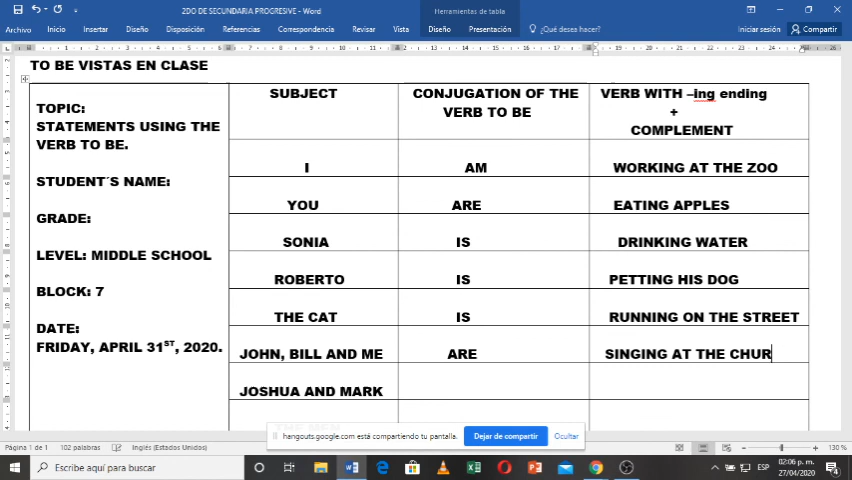 2DO DE SECUNDARIA PROGRESIVE - Word
Herramientas de tabla
Archivo Inicio Insertar Diseño Disposición Referencias Correspondencia Revisar Vista Diseño Presentación ¿Qué desea hacer? Iniciar sesión Compartir
TO BE VISTAS EN CLASE
TOPIC:
STATEMENTS USING THE
VERB TO BE.
STUDENT´S NAME:
GRADE:
LEVEL: MIDDLE SCHOOL
BLOCK: 7
DATE:
FRIDAY, APRIL 31ST, 2020.
SUBJECT
CONJUGATION OF THE
VERB TO BE
VERB WITH –ing ending
+
COMPLEMENT
I AM WORKING AT THE ZOO
YOU ARE EATING APPLES
SONIA IS DRINKING WATER
ROBERTO IS PETTING HIS DOG
THE CAT IS RUNNING ON THE STREET
JOHN, BILL AND ME ARE SINGING AT THE CHUR
JOSHUA AND MARK
THE MEN
hangouts.google.com está compartiendo tu pantalla. Dejar de compartir Ocultar
Página 1 de 1 102 palabras Inglés (Estados Unidos) 130 %
Escribe aquí para buscar
ESP
02:06 p. m.
27/04/2020
4